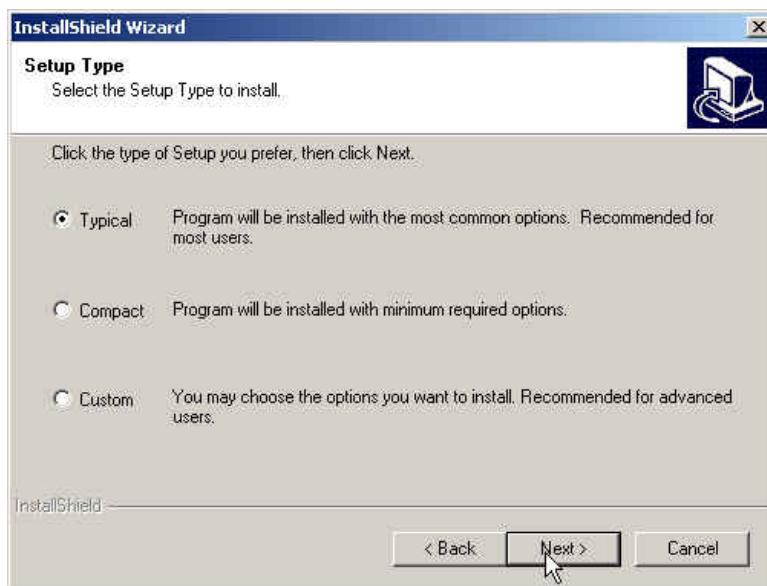 InstallShield Wizard
Setup Type
Select the Setup Type to install.
Click the type of Setup you prefer, then click Next.
Typical
Program will be installed with the most common options.  Recommended for
most users.
Compact
Program will be installed with minimum required options.
Custom
You may choose the options you want to install. Recommended for advanced
users.
InstallShield
< Back
Next >
Cancel